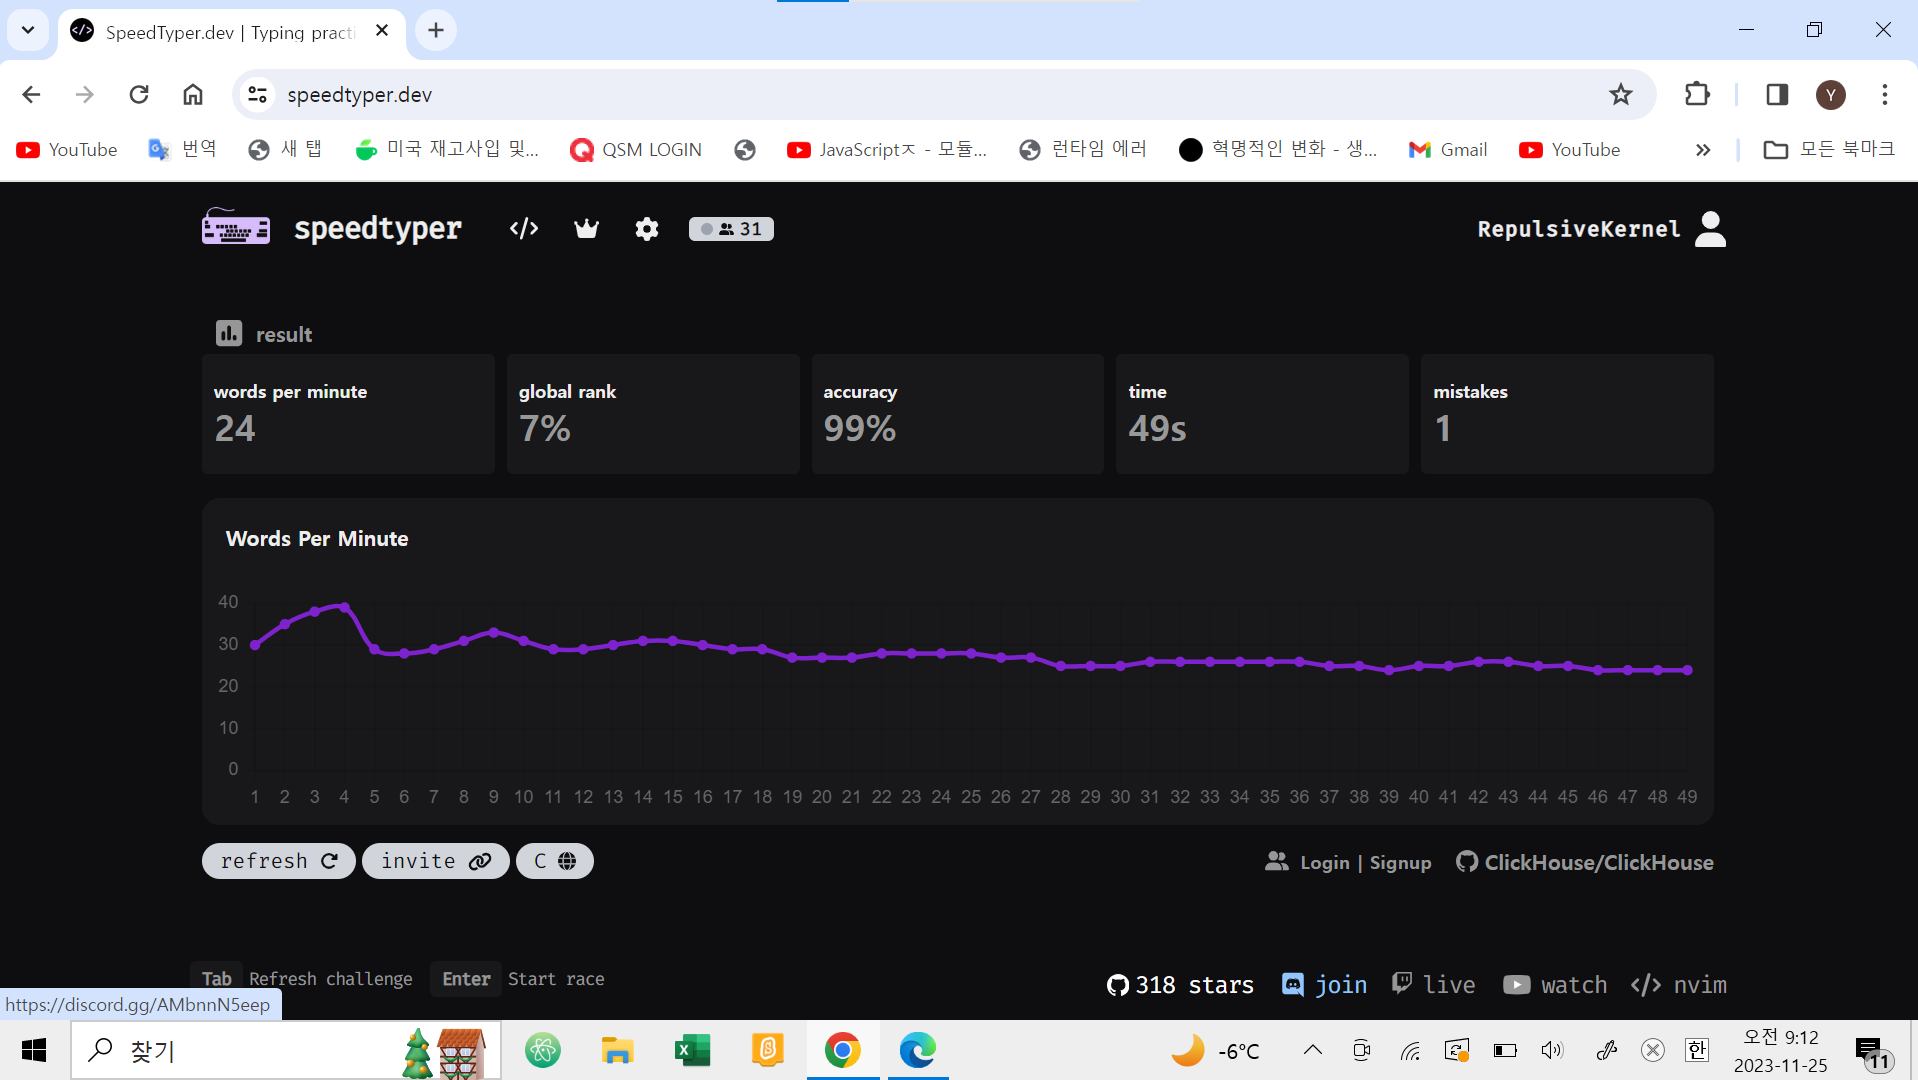 SpeedTyper.dev | Typing practi
speedtyper.dev
YouTube 번역 새 탭 미국 재고사입 및... QSM LOGIN JavaScriptㅈ - 모듈... 런타임 에러 혁명적인 변화 - 생... Gmail YouTube » 모든 북마크
speedtyper 31 RepulsiveKernel
result
words per minute global rank accuracy time mistakes
24 7% 99% 49s 1
Words Per Minute
40
30
20
10
0
1 2 3 4 5 6 7 8 9 10 11 12 13 14 15 16 17 18 19 20 21 22 23 24 25 26 27 28 29 30 31 32 33 34 35 36 37 38 39 40 41 42 43 44 45 46 47 48 49
refresh invite C Login | Signup ClickHouse/ClickHouse
Tab Refresh challenge Enter Start race 318 stars join live watch nvim
https://discord.gg/AMbnnN5eep
찾기 -6°C 한 오전 9:12
2023-11-25 11